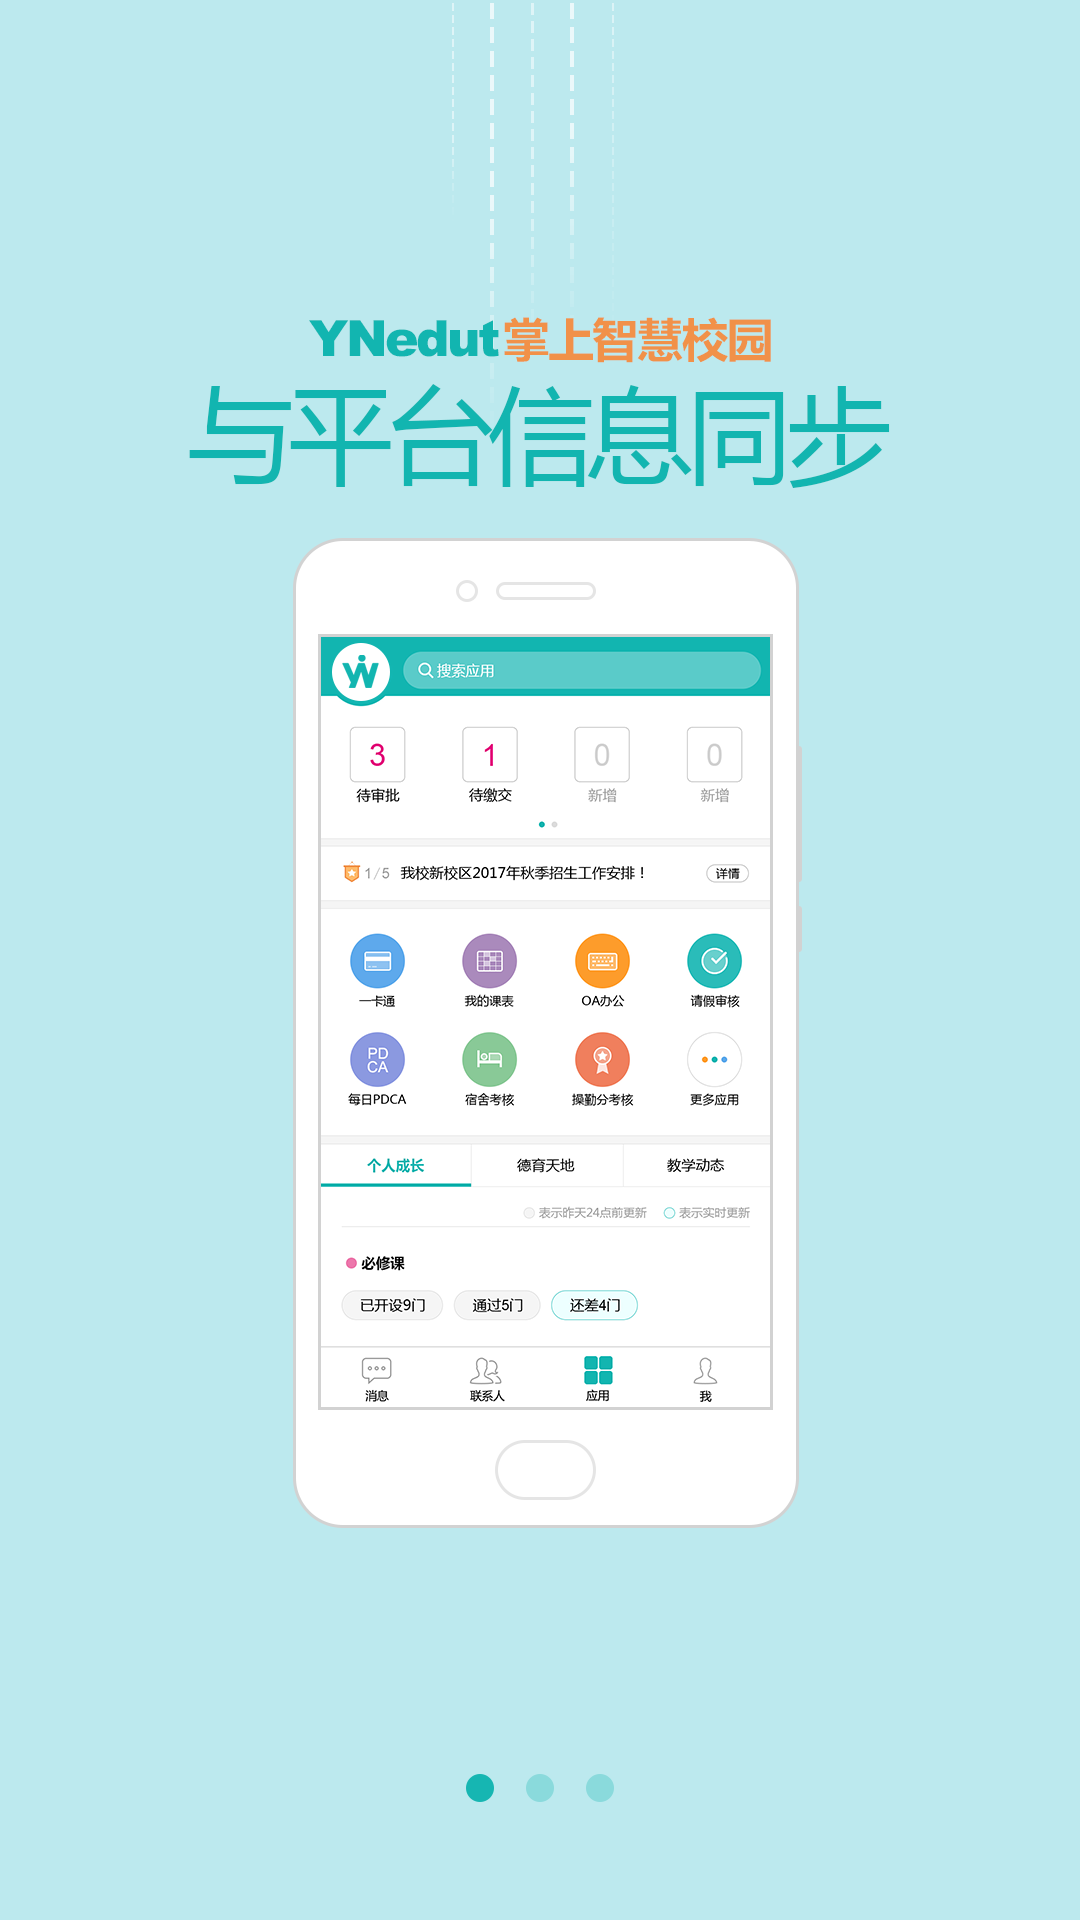 YNedut掌上智慧校园
与平台信息同步
搜索应用
3 1 0 0
待审批 待缴交 新增 新增
1/5 我校新校区2017年秋季招生工作安排！ 详情
一卡通 我的课表 OA办公 请假审核
PD
CA
每日PDCA 宿舍考核 操勤分考核 更多应用
个人成长 德育天地 教学动态
表示昨天24点前更新 表示实时更新
必修课
已开设9门 通过5门 还差4门
消息 联系人 应用 我